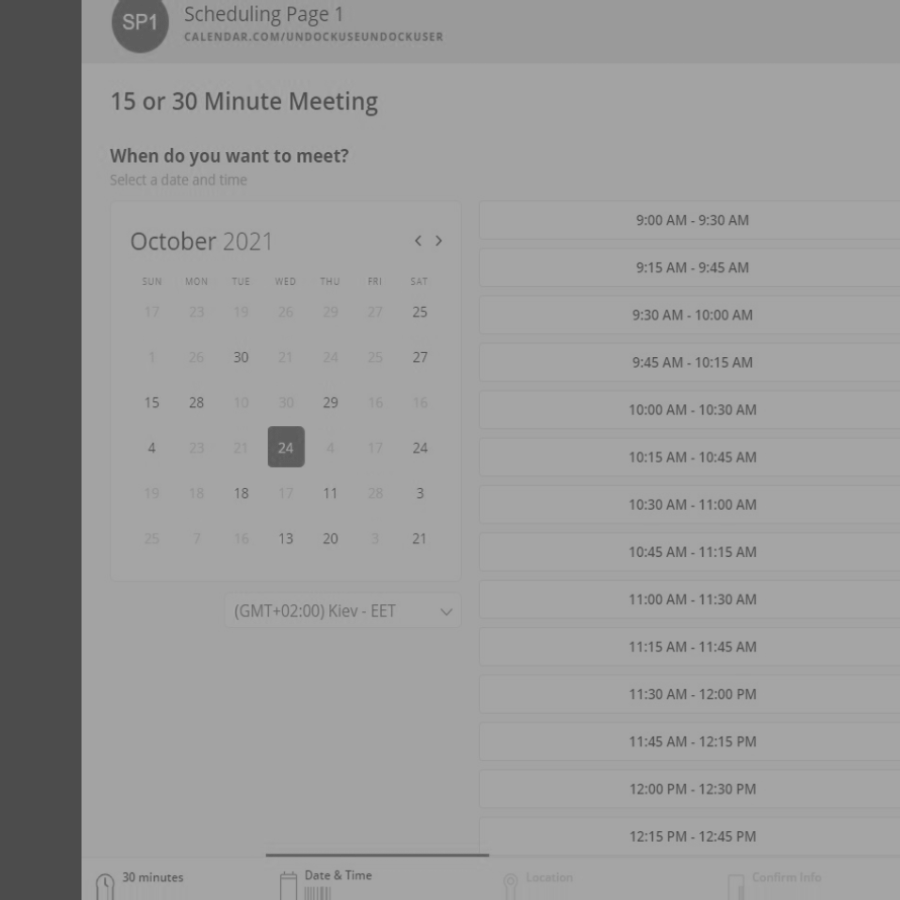 SP1
Scheduling Page 1
CALENDAR.COM/UNDOCKUSEUNDOCKUSER
15 or 30 Minute Meeting
When do you want to meet?
Select a date and time
October 2021
SUN MON TUE WED THU FRI SAT
17 23 19 26 29 27 25
1 26 30 21 24 25 27
15 28 10 30 29 16 16
4 23 21 24 4 17 24
19 18 18 17 11 28 3
25 7 16 13 20 3 21
(GMT+02:00) Kiev - EET
9:00 AM - 9:30 AM
9:15 AM - 9:45 AM
9:30 AM - 10:00 AM
9:45 AM - 10:15 AM
10:00 AM - 10:30 AM
10:15 AM - 10:45 AM
10:30 AM - 11:00 AM
10:45 AM - 11:15 AM
11:00 AM - 11:30 AM
11:15 AM - 11:45 AM
11:30 AM - 12:00 PM
11:45 AM - 12:15 PM
12:00 PM - 12:30 PM
12:15 PM - 12:45 PM
30 minutes
Date & Time
Location
Confirm Info